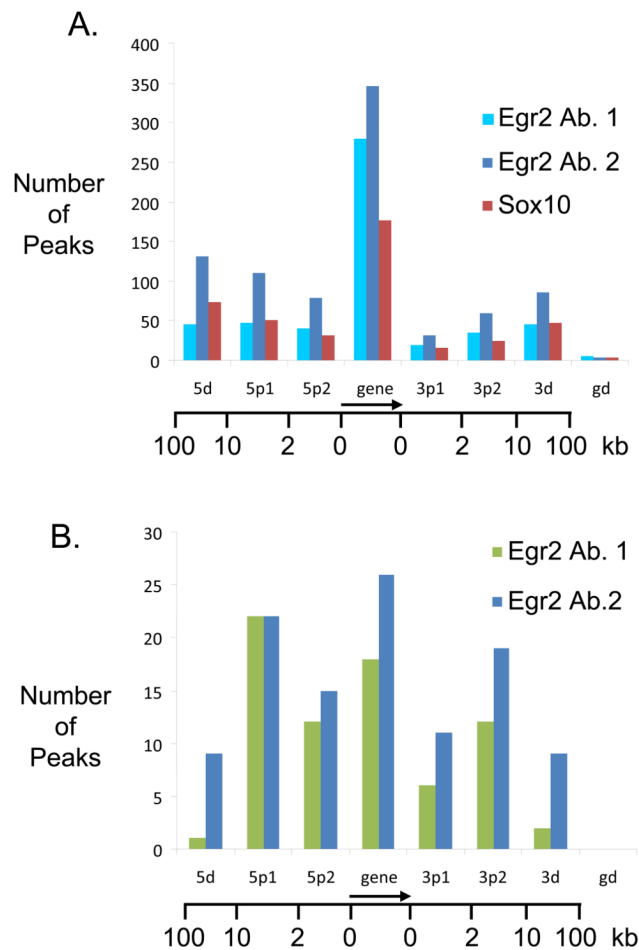 A.
400
350
300
250
200
150
100
50
0
Number
of
Peaks
Egr2 Ab. 1
Egr2 Ab. 2
Sox10
5d 5p1 5p2 gene 3p1 3p2 3d gd
100 10 2 0 0 2 10 100 kb
B.
30
25
20
15
10
5
0
Number
of
Peaks
Egr2 Ab. 1
Egr2 Ab.2
5d 5p1 5p2 gene 3p1 3p2 3d gd
100 10 2 0 0 2 10 100 kb